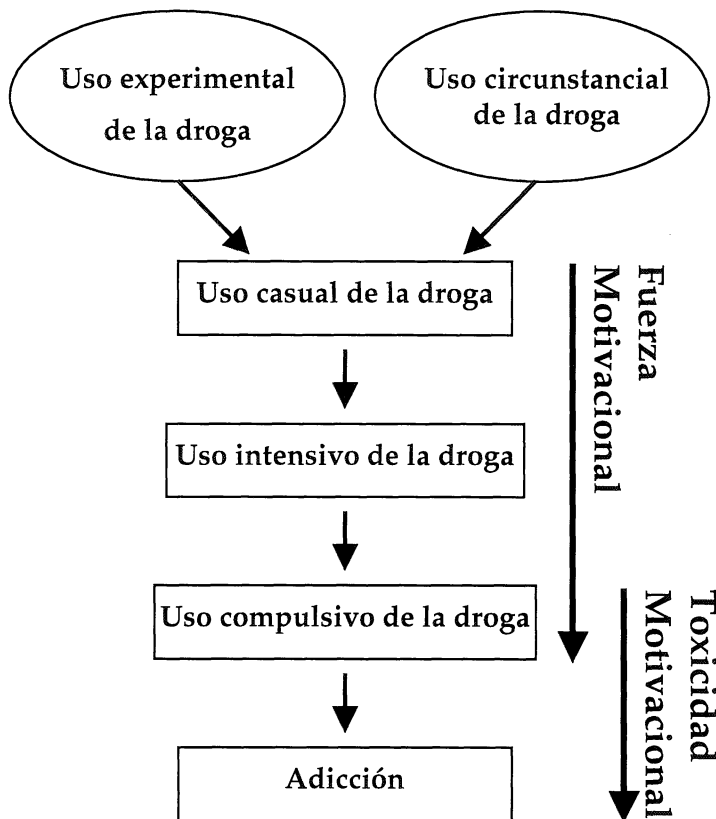 Uso experimental
de la droga
Uso circunstancial
de la droga
Uso casual de la droga
Uso intensivo de la droga
Uso compulsivo de la droga
Adicción
Fuerza
Motivacional
Toxicidad
Motivacional